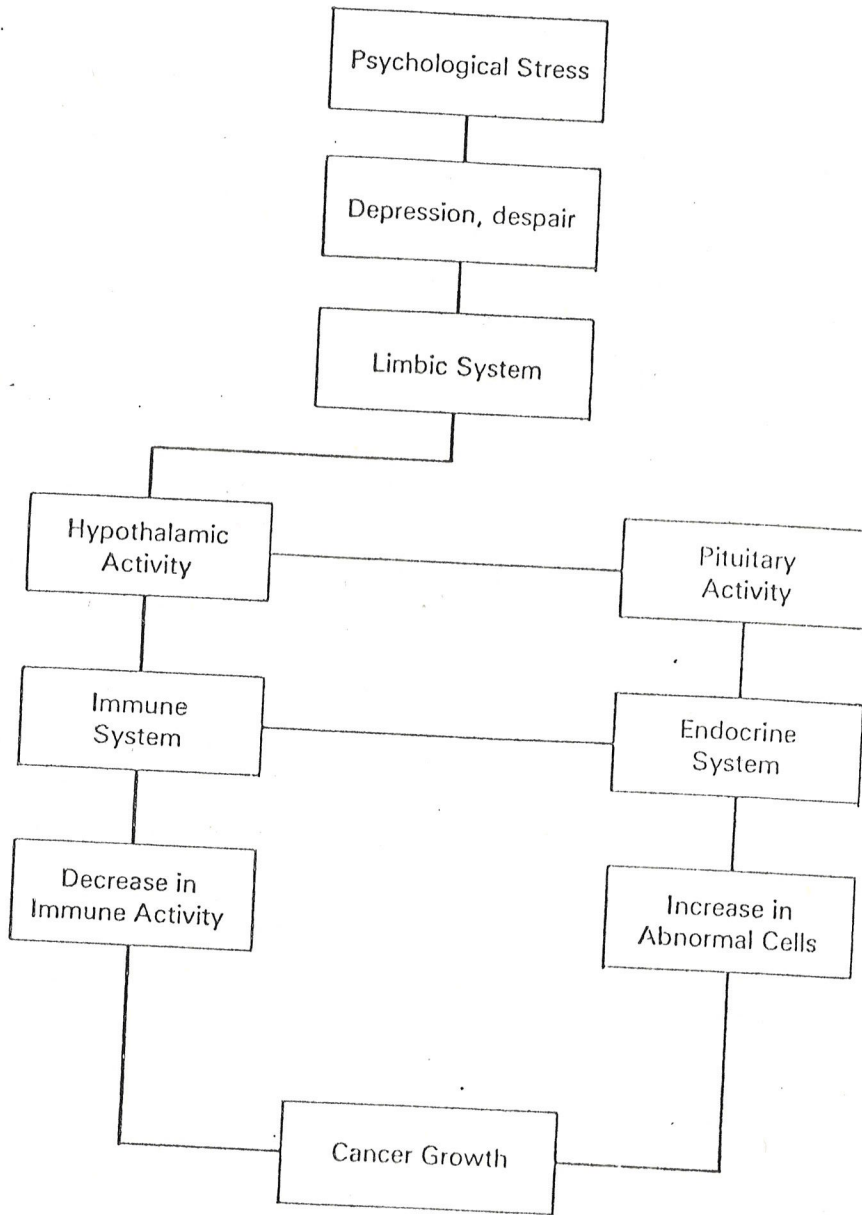 Psychological Stress
Depression, despair
Limbic System
Hypothalamic
Activity
Pituitary
Activity
Immune
System
Endocrine
System
Decrease in
Immune Activity
Increase in
Abnormal Cells
Cancer Growth